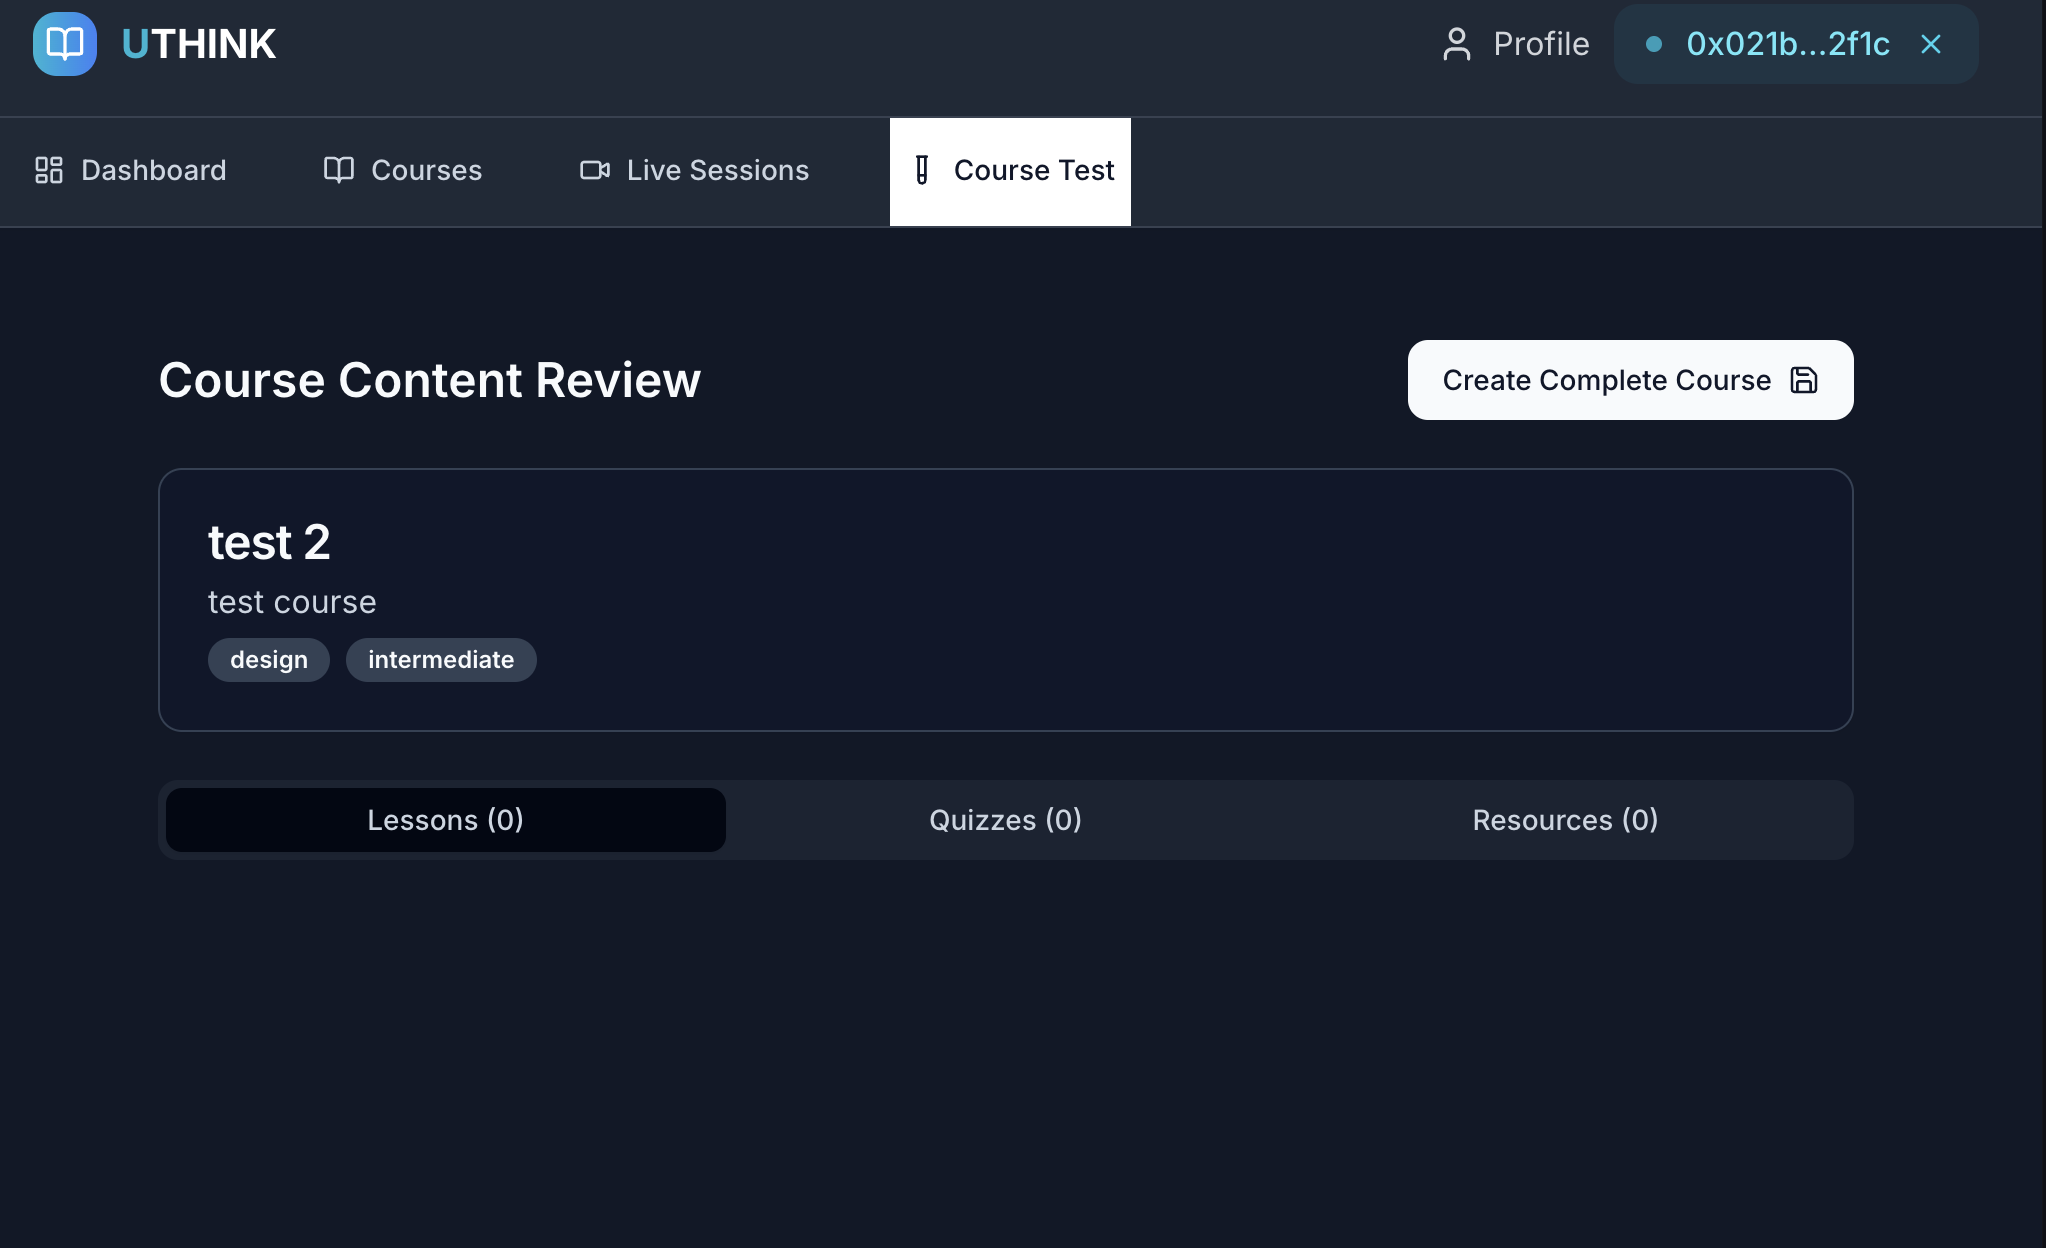 UTHINK
Profile
0x021b...2f1c
Dashboard
Courses
Live Sessions
Course Test
Course Content Review
Create Complete Course
test 2
test course
design
intermediate
Lessons (0)
Quizzes (0)
Resources (0)